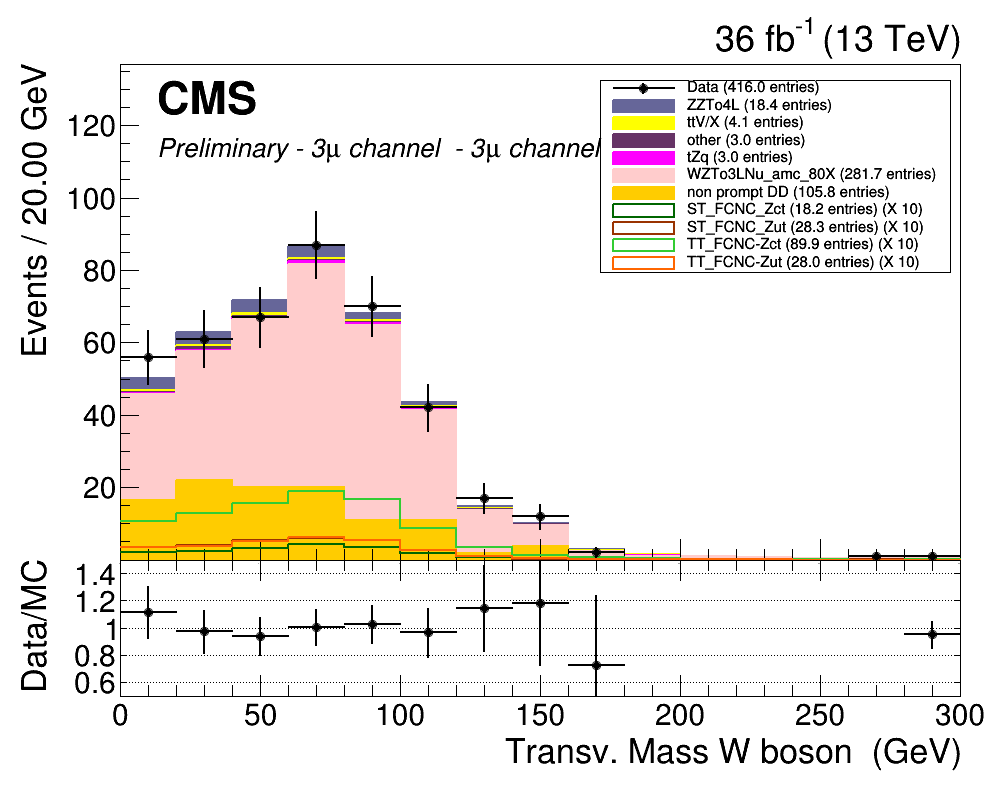 36 fb-1 (13 TeV)
Events / 20.00 GeV
CMS
Preliminary - 3μ channel - 3μ channel
Data (416.0 entries)
ZZTo4L (18.4 entries)
ttV/X (4.1 entries)
other (3.0 entries)
tZq (3.0 entries)
WZTo3LNu_amc_80X (281.7 entries)
non prompt DD (105.8 entries)
ST_FCNC_Zct (18.2 entries) (X 10)
ST_FCNC_Zut (28.3 entries) (X 10)
TT_FCNC-Zct (89.9 entries) (X 10)
TT_FCNC-Zut (28.0 entries) (X 10)
120
100
80
60
40
20
Data/MC
1.4
1.2
1
0.8
0.6
0 50 100 150 200 250 300
Transv. Mass W boson (GeV)